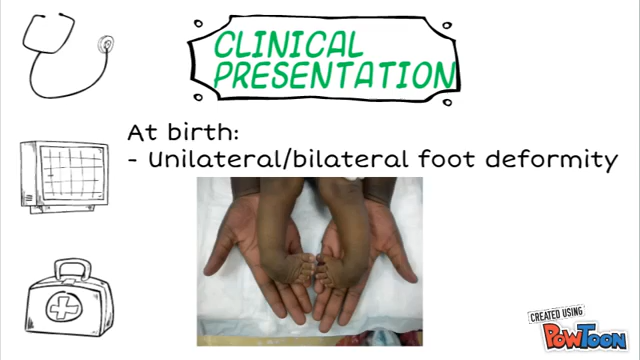 CLINICAL
PRESENTATION
At birth:
- Unilateral/bilateral foot deformity
CREATED USING
POWTOON